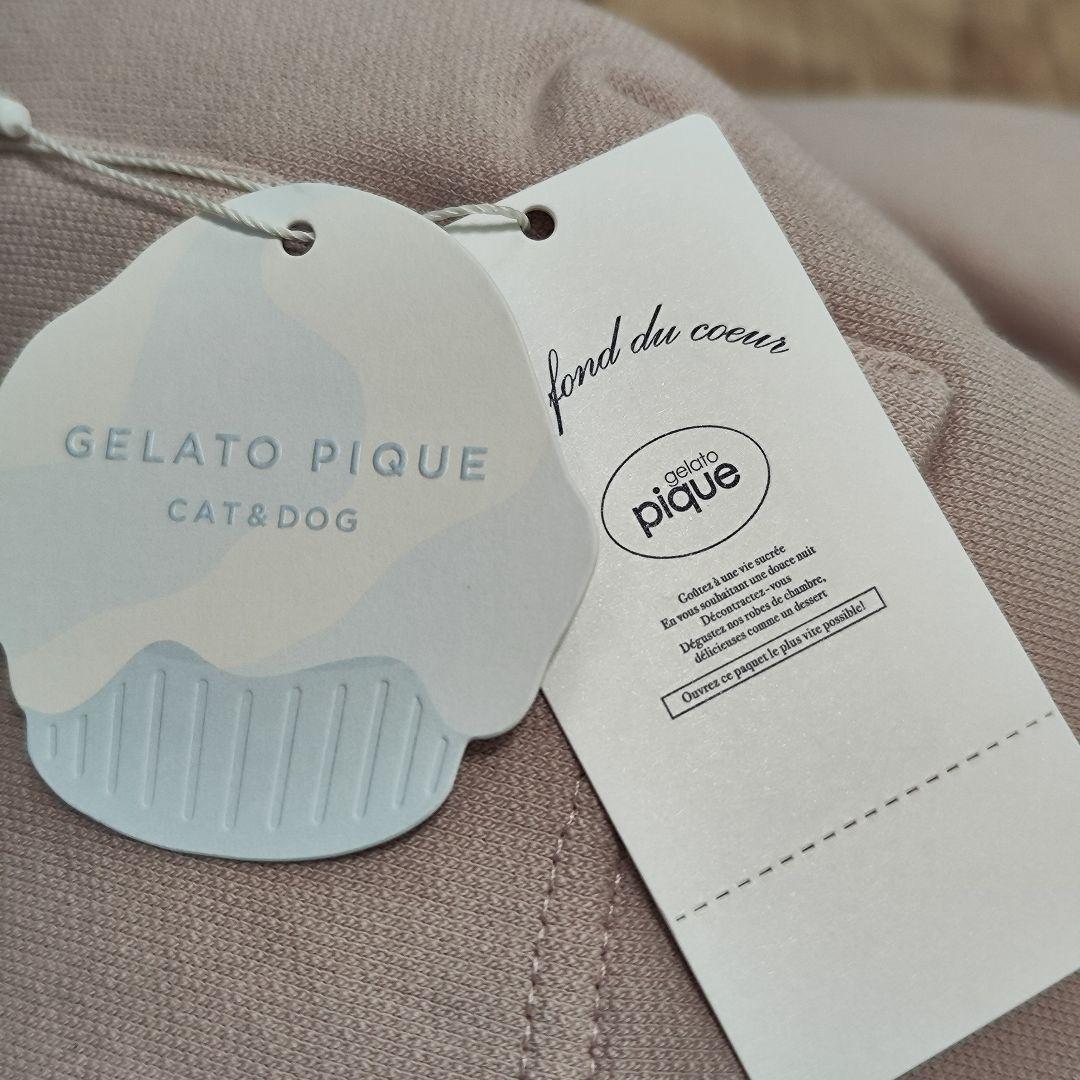 GELATO PIQUE
CAT&DOG
fond du coeur
gelato
pique
Goûtez à une vie sucrée
En vous souhaitant une douce nuit
Décontractez-vous
Dégustez nos robes de chambre,
délicieuses comme un dessert
Ouvrez ce paquet le plus vite possible!